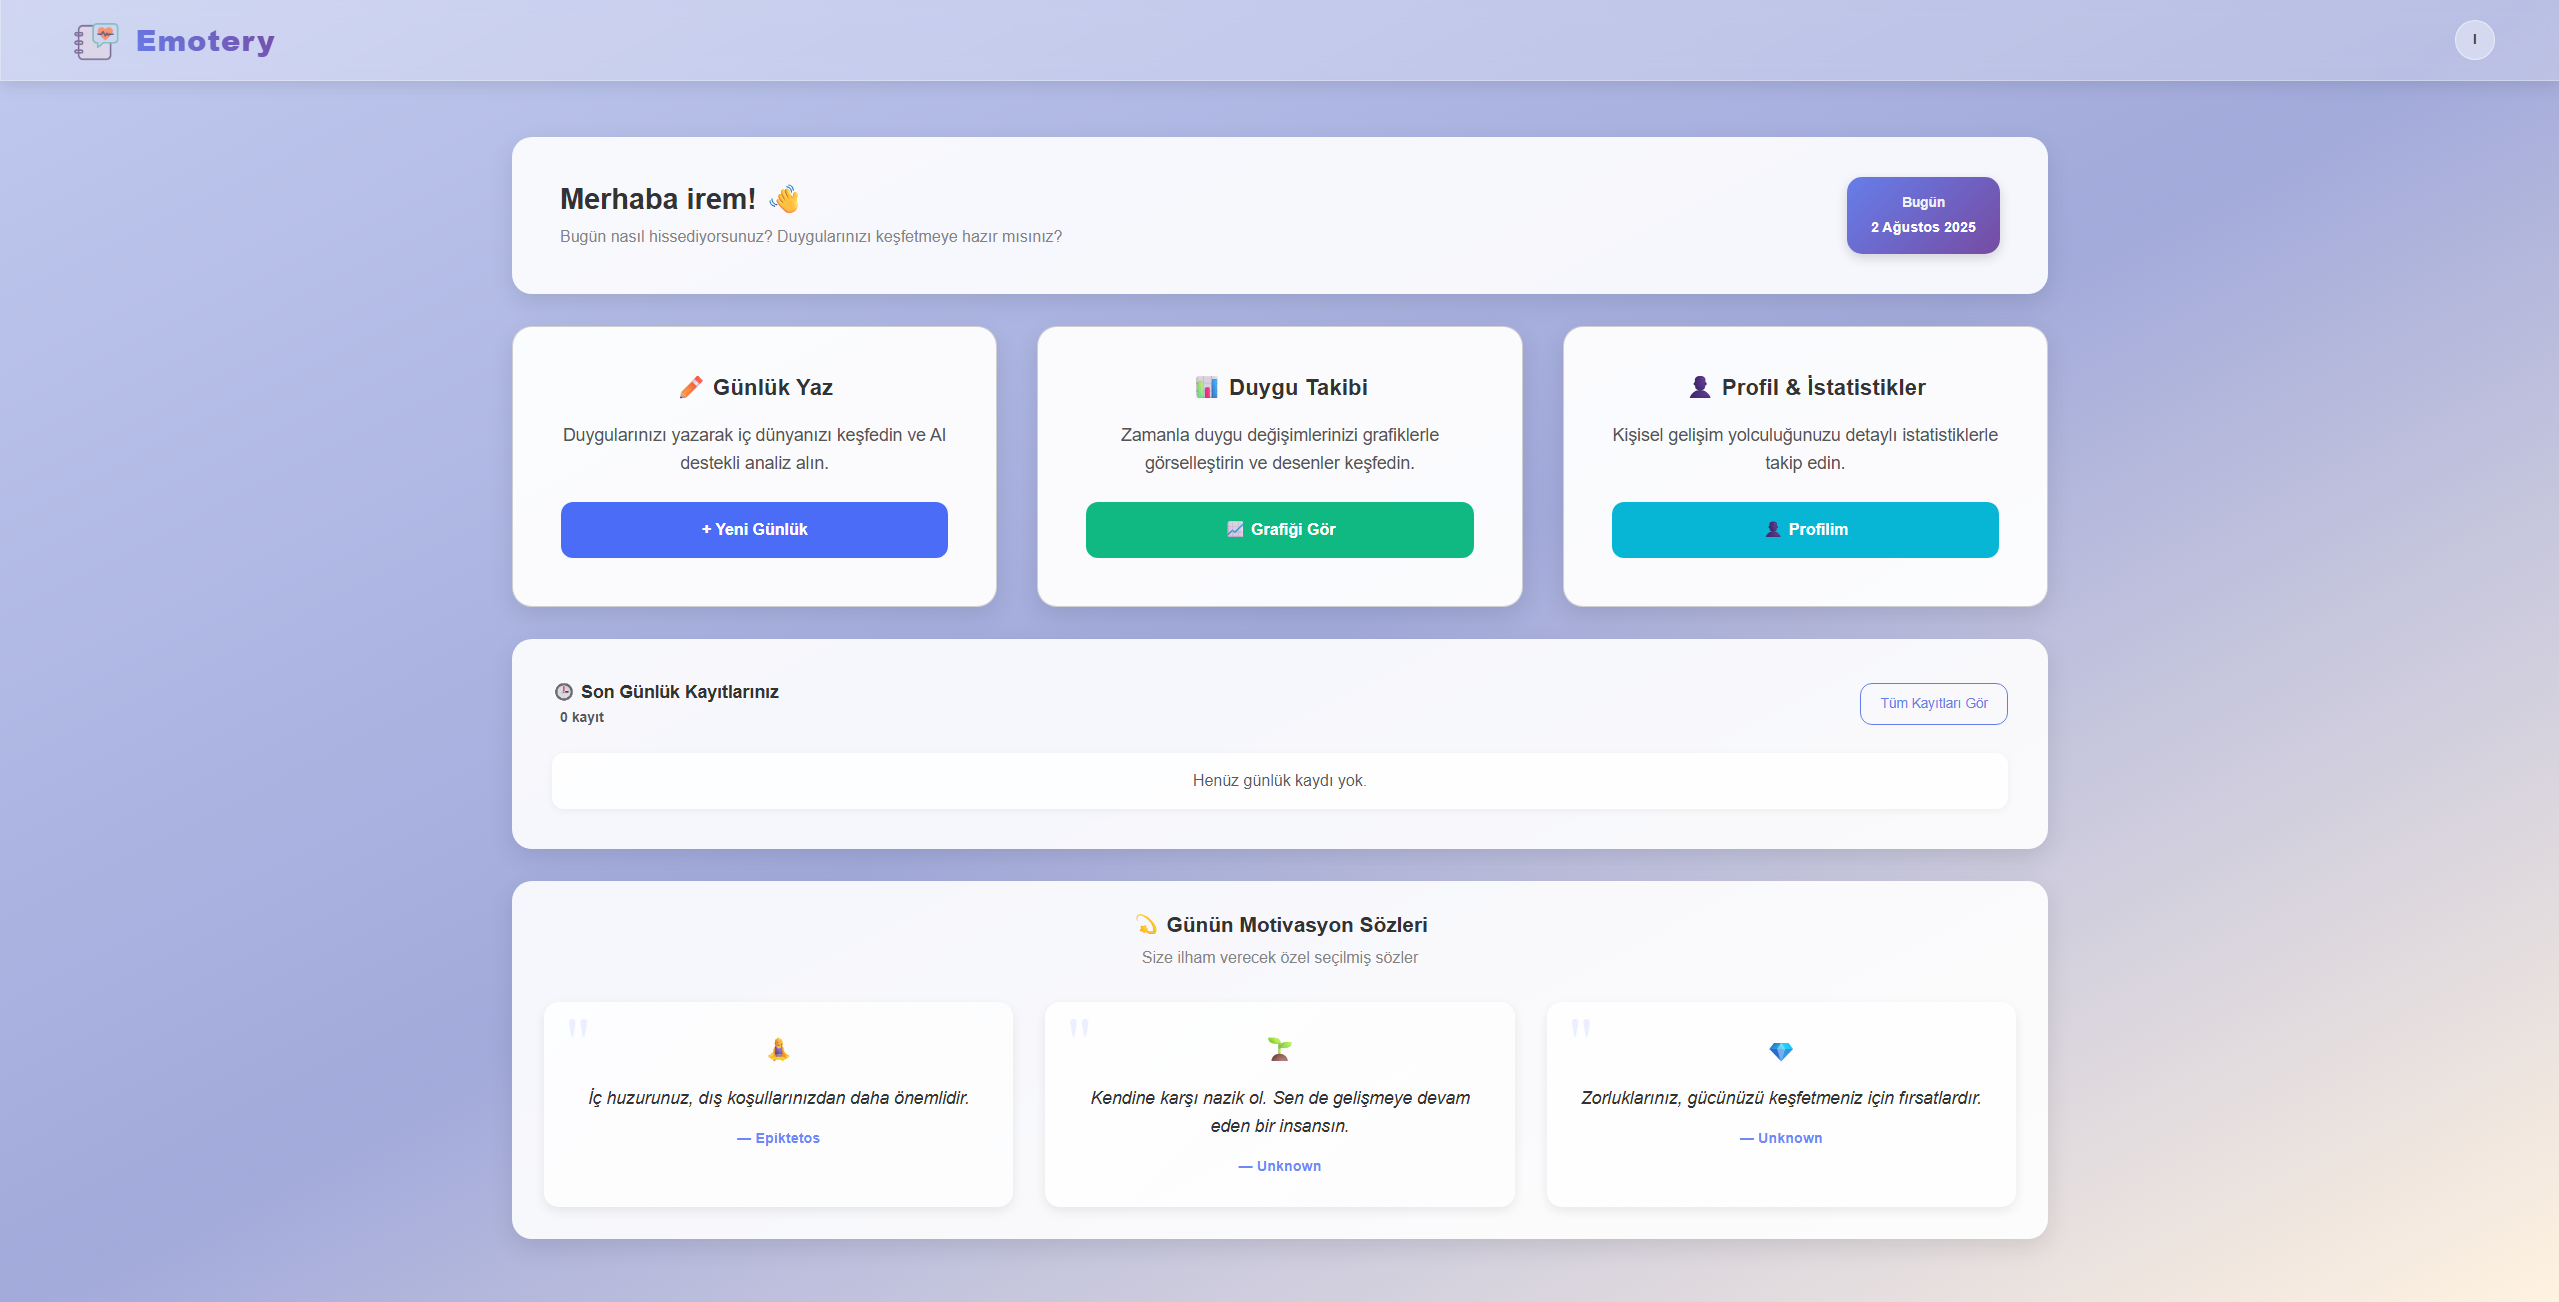 Emotery
I
Merhaba irem! 👋
Bugün nasıl hissediyorsunuz? Duygularınızı keşfetmeye hazır mısınız?
Bugün
2 Ağustos 2025
Günlük Yaz
Duygularınızı yazarak iç dünyanızı keşfedin ve AI
destekli analiz alın.
+ Yeni Günlük
Duygu Takibi
Zamanla duygu değişimlerinizi grafiklerle
görselleştirin ve desenler keşfedin.
Grafiği Gör
Profil & İstatistikler
Kişisel gelişim yolculuğunuzu detaylı istatistiklerle
takip edin.
Profilim
Son Günlük Kayıtlarınız
0 kayıt
Tüm Kayıtları Gör
Henüz günlük kaydı yok.
Günün Motivasyon Sözleri
Size ilham verecek özel seçilmiş sözler
"
İç huzurunuz, dış koşullarınızdan daha önemlidir.
— Epiktetos
"
Kendine karşı nazik ol. Sen de gelişmeye devam
eden bir insansın.
— Unknown
"
Zorluklarınız, gücünüzü keşfetmeniz için fırsatlardır.
— Unknown